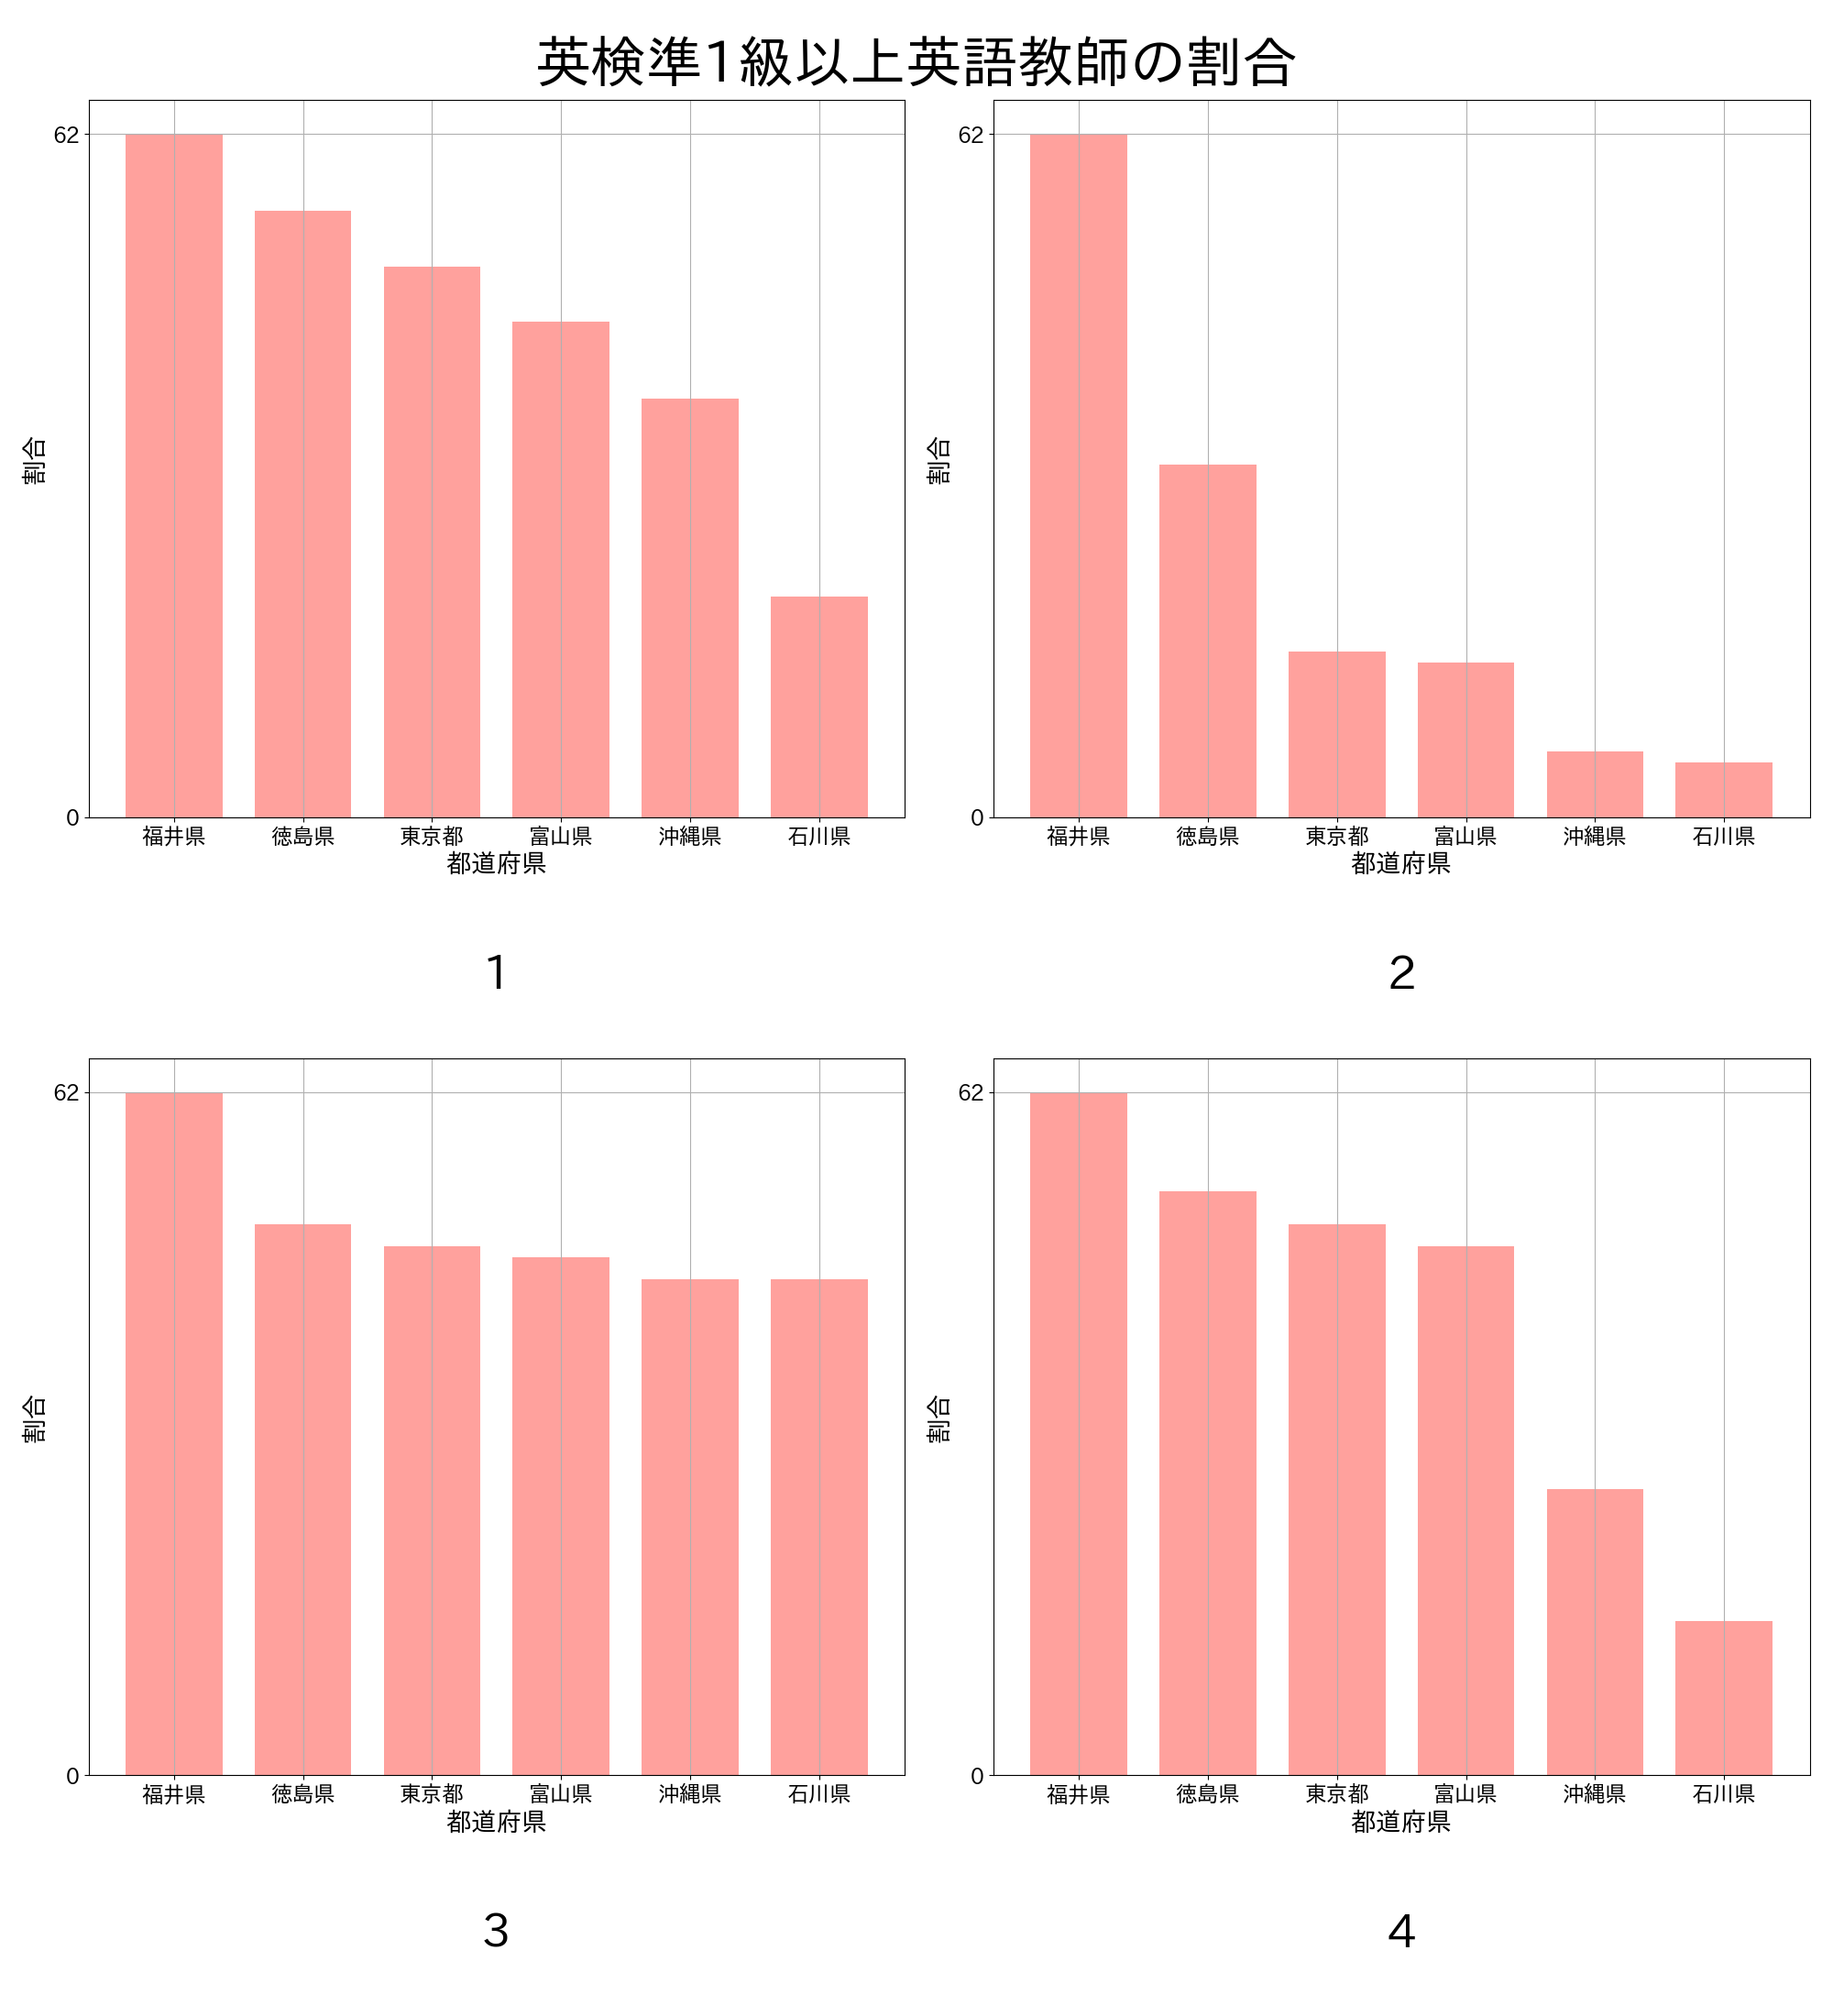 英検準1級以上英語教師の割合
62
0
割合
福井県 徳島県 東京都 富山県 沖縄県 石川県
都道府県
1
62
0
割合
福井県 徳島県 東京都 富山県 沖縄県 石川県
都道府県
2
62
0
割合
福井県 徳島県 東京都 富山県 沖縄県 石川県
都道府県
3
62
0
割合
福井県 徳島県 東京都 富山県 沖縄県 石川県
都道府県
4